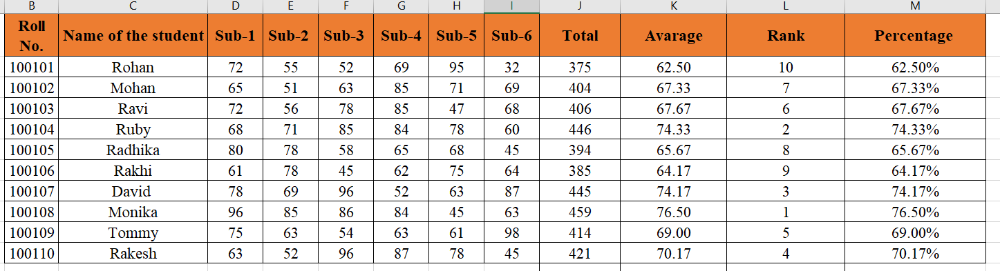 B C D E F G H I J K L M
Roll No. Name of the student Sub-1 Sub-2 Sub-3 Sub-4 Sub-5 Sub-6 Total Avarage Rank Percentage
100101 Rohan 72 55 52 69 95 32 375 62.50 10 62.50%
100102 Mohan 65 51 63 85 71 69 404 67.33 7 67.33%
100103 Ravi 72 56 78 85 47 68 406 67.67 6 67.67%
100104 Ruby 68 71 85 84 78 60 446 74.33 2 74.33%
100105 Radhika 80 78 58 65 68 45 394 65.67 8 65.67%
100106 Rakhi 61 78 45 62 75 64 385 64.17 9 64.17%
100107 David 78 69 96 52 63 87 445 74.17 3 74.17%
100108 Monika 96 85 86 84 45 63 459 76.50 1 76.50%
100109 Tommy 75 63 54 63 61 98 414 69.00 5 69.00%
100110 Rakesh 63 52 96 87 78 45 421 70.17 4 70.17%